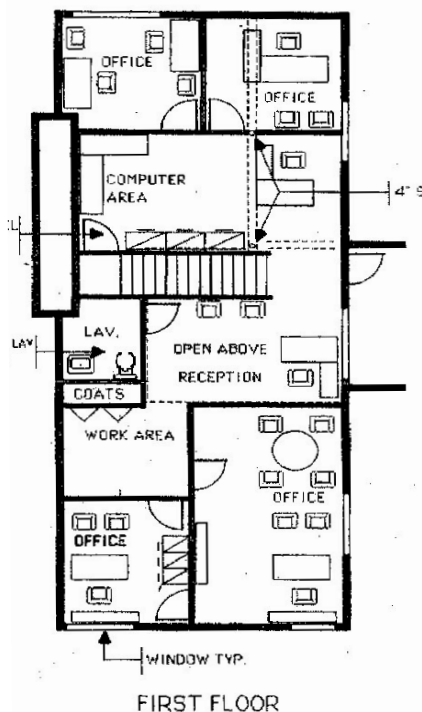 OFFICE
OFFICE
COMPUTER
AREA
LAV.
LAV
OPEN ABOVE
RECEPTION
COATS
WORK AREA
OFFICE
OFFICE
WINDOW TYP.
FIRST FLOOR